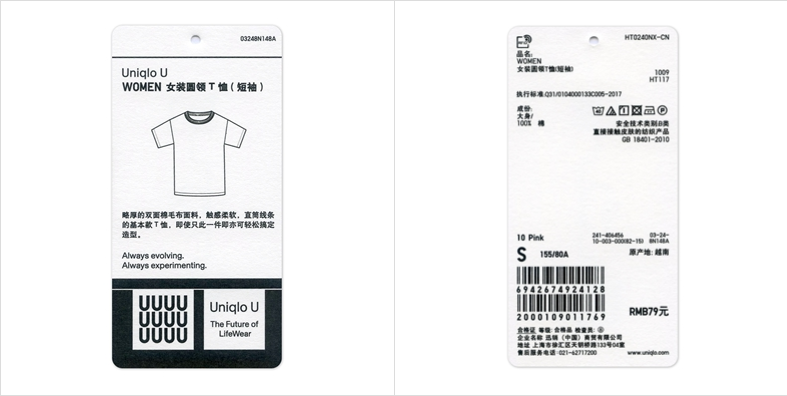 03248N148A
Uniqlo U
WOMEN 女装圆领 T 恤 ( 短袖 )
略厚的双面棉毛布面料，触感柔软，直筒线条
的基本款 T 恤，即使只此一件即亦可轻松搞定
造型。
Always evolving.
Always experimenting.
UUUU
UUUU
UUUU
Uniqlo U
The Future of
LifeWear
HT0240NX-CN
品名:
WOMEN
女装圆领T恤(短袖)
1009
HT117
执行标准:Q31/0104000133C005-2017
成份:
大身/
100% 棉
安全技术类别:B类
直接接触皮肤的纺织产品
GB 18401-2010
10 Pink
241-406456
03-24-
10-003-000(82-15)
8N148A
S 155/80A
原产地: 越南
6942674924128
2000109011769
RMB79元
合格证 等级: 合格品 检查员: ②
企业名称 迅销（中国）商贸有限公司
地址 上海市徐汇区天钥桥路133号04室
售后服务电话:021-62717200
www.uniqlo.com